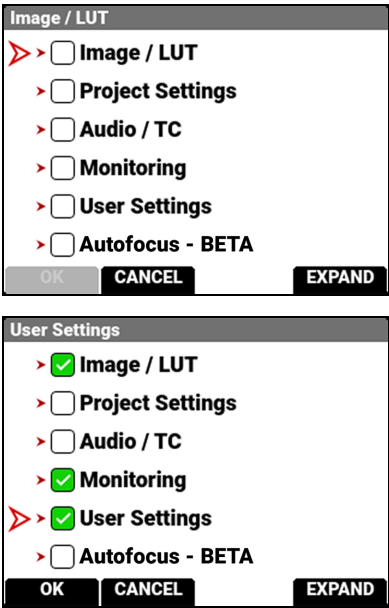 Image / LUT
Image / LUT
Project Settings
Audio / TC
Monitoring
User Settings
Autofocus - BETA
OK CANCEL EXPAND
User Settings
Image / LUT
Project Settings
Audio / TC
Monitoring
User Settings
Autofocus - BETA
OK CANCEL EXPAND